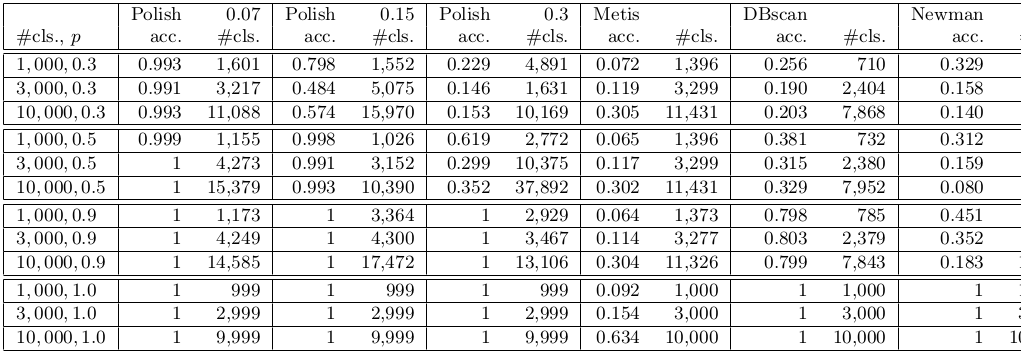 Polish 0.07 Polish 0.15 Polish 0.3 Metis DBscan Newman
#cls., p acc. #cls. acc. #cls. acc. #cls. acc. #cls. acc. #cls. acc.
1,000, 0.3 0.993 1,601 0.798 1,552 0.229 4,891 0.072 1,396 0.256 710 0.329
3,000, 0.3 0.991 3,217 0.484 5,075 0.146 1,631 0.119 3,299 0.190 2,404 0.158
10,000, 0.3 0.993 11,088 0.574 15,970 0.153 10,169 0.305 11,431 0.203 7,868 0.140
1,000, 0.5 0.999 1,155 0.998 1,026 0.619 2,772 0.065 1,396 0.381 732 0.312
3,000, 0.5 1 4,273 0.991 3,152 0.299 10,375 0.117 3,299 0.315 2,380 0.159
10,000, 0.5 1 15,379 0.993 10,390 0.352 37,892 0.302 11,431 0.329 7,952 0.080
1,000, 0.9 1 1,173 1 3,364 1 2,929 0.064 1,373 0.798 785 0.451
3,000, 0.9 1 4,249 1 4,300 1 3,467 0.114 3,277 0.803 2,379 0.352
10,000, 0.9 1 14,585 1 17,472 1 13,106 0.304 11,326 0.799 7,843 0.183
1,000, 1.0 1 999 1 999 1 999 0.092 1,000 1 1,000 1
3,000, 1.0 1 2,999 1 2,999 1 2,999 0.154 3,000 1 3,000 1
10,000, 1.0 1 9,999 1 9,999 1 9,999 0.634 10,000 1 10,000 1